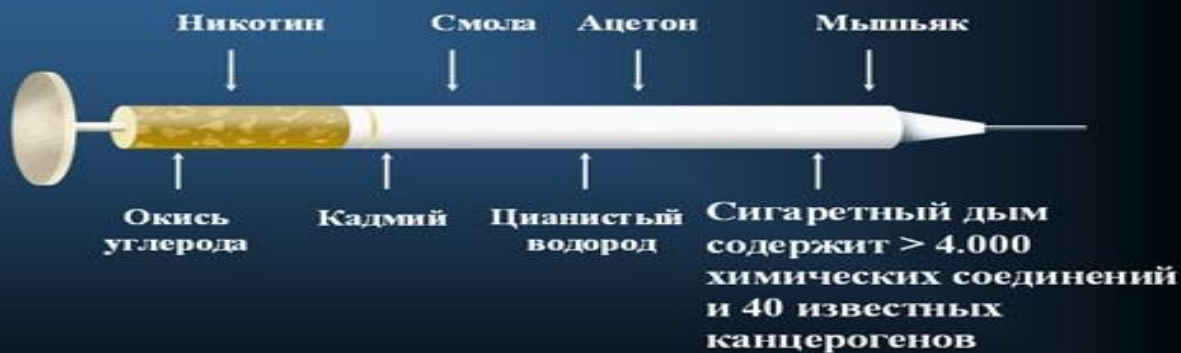 Никотин Смола Ацетон Мышьяк
Окись
углерода
Кадмий
Цианистый
водород
Сигаретный дым
содержит > 4.000
химических соединений
и 40 известных
канцерогенов